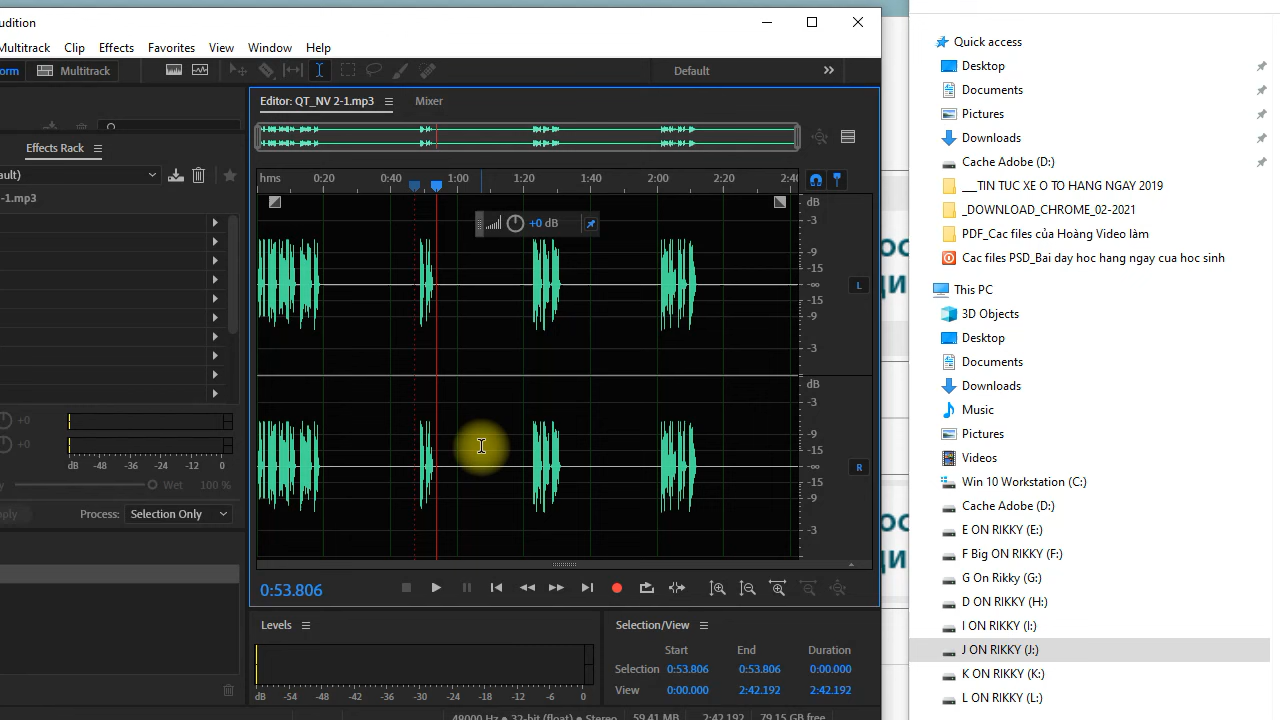 udition
Multitrack Clip Effects Favorites View Window Help
orm Multitrack Default
Editor: QT_NV 2-1.mp3 Mixer
Effects Rack
ault)
-1.mp3
hms 0:20 0:40 1:00 1:20 1:40 2:00 2:20 2:40
+0 dB
dB
-3
-9
-15
-∞
-15
-9
-3
L
dB
-3
-9
-15
-∞
-15
-9
-3
R
+0
+0
dB -48 -36 -24 -12 0
y Wet 100 %
pply Process: Selection Only
0:53.806
Levels
dB -54 -48 -42 -36 -30 -24 -18 -12 -6 0
Selection/View
Start End Duration
Selection 0:53.806 0:53.806 0:00.000
View 0:00.000 2:42.192 2:42.192
48000 Hz • 32-bit (float) • Stereo 59.41 MB 2:42.192 79.15 GB free
Quick access
Desktop
Documents
Pictures
Downloads
Cache Adobe (D:)
___TIN TUC XE O TO HANG NGAY 2019
_DOWNLOAD_CHROME_02-2021
PDF_Cac files của Hoàng Video làm
Cac files PSD_Bai day hoc hang ngay cua hoc sinh
This PC
3D Objects
Desktop
Documents
Downloads
Music
Pictures
Videos
Win 10 Workstation (C:)
Cache Adobe (D:)
E ON RIKKY (E:)
F Big ON RIKKY (F:)
G On Rikky (G:)
D ON RIKKY (H:)
I ON RIKKY (I:)
J ON RIKKY (J:)
K ON RIKKY (K:)
L ON RIKKY (L:)